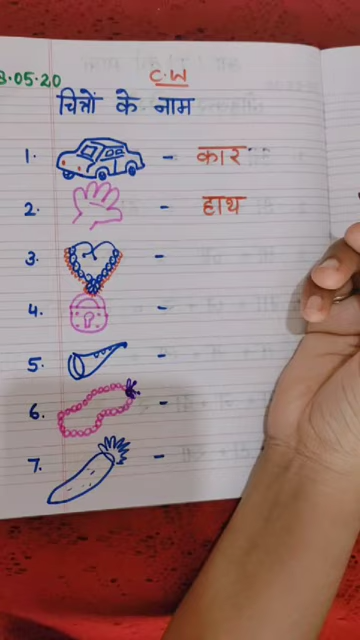 C.W
3.05.20
चित्रों के नाम
1. - कार
2. - हाथ
3. -
4. -
5. -
6. -
7. -